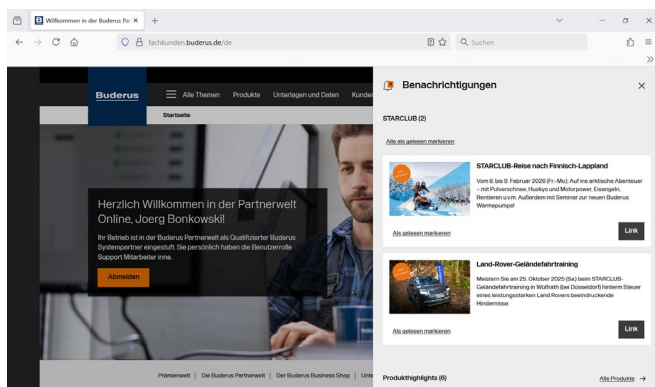 Willkommen in der Buderus Par
fachkunden.buderus.de/de
Suchen
Buderus
Alle Themen
Produkte
Unterlagen und Daten
Kunden
Startseite
Herzlich Willkommen in der Partnerwelt
Online, Joerg Bonkowski!
Ihr Betrieb ist in der Buderus Partnerwelt als Qualifizierter Buderus
Systempartner eingestuft. Sie persönlich haben die Benutzerrolle
Support Mitarbeiter inne.
Abmelden
Prämienwelt | Die Buderus Partnerwelt | Der Buderus Business Shop | Unte
Benachrichtigungen
STARCLUB (2)
Alle als gelesen markieren
STARCLUB-Reise nach Finnisch-Lappland
Vom 6. bis 9. Februar 2026 (Fr.-Mo.). Auf ins arktische Abenteuer
– mit Pulverschnee, Huskys und Motorpower, Eisangeln,
Rentieren u.v.m. Außerdem mit Seminar zur neuen Buderus
Wärmepumpe!
Als gelesen markieren
Link
Land-Rover-Geländefahrtraining
Meistern Sie am 25. Oktober 2025 (Sa) beim STARCLUB-
Geländefahrtraining in Wülfrath (bei Düsseldorf) hinterm Steuer
eines leistungsstarken Land Rovers beeindruckende
Hindernisse.
Als gelesen markieren
Link
Produkthighlights (6)
Alle Produkte